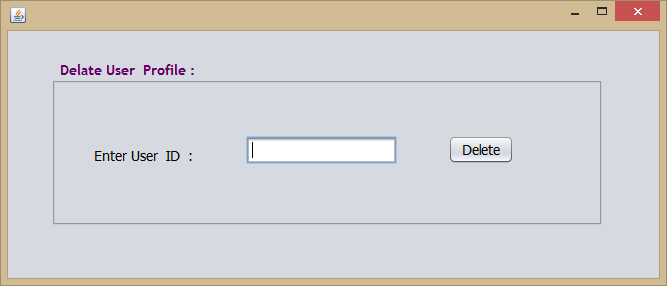 Delate User Profile :
Enter User ID :
Delete